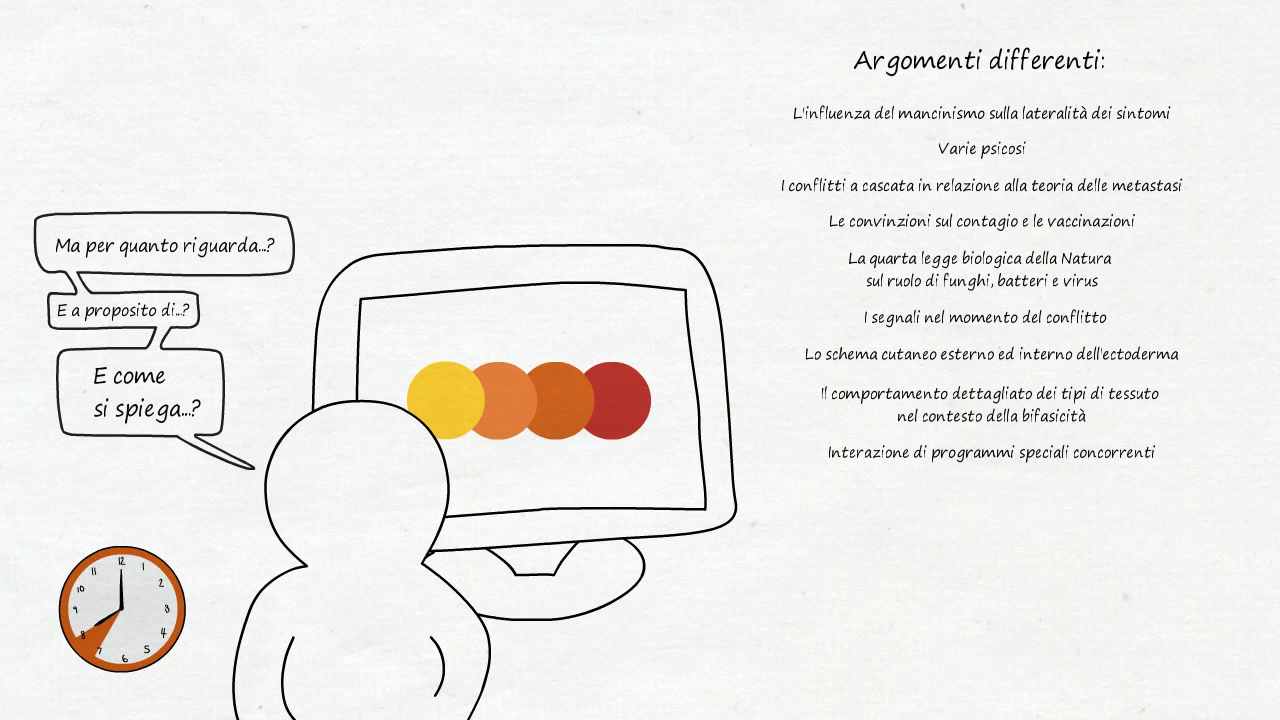 Argomenti differenti:
L'influenza del mancinismo sulla lateralità dei sintomi
Varie psicosi
I conflitti a cascata in relazione alla teoria delle metastasi
Le convinzioni sul contagio e le vaccinazioni
La quarta legge biologica della Natura
sul ruolo di funghi, batteri e virus
I segnali nel momento del conflitto
Lo schema cutaneo esterno ed interno dell'ectoderma
Il comportamento dettagliato dei tipi di tessuto
nel contesto della bifasicità
Interazione di programmi speciali concorrenti
Ma per quanto riguarda...?
E a proposito di...?
E come
si spiega...?
12
1
2
3
4
5
6
7
8
9
10
11